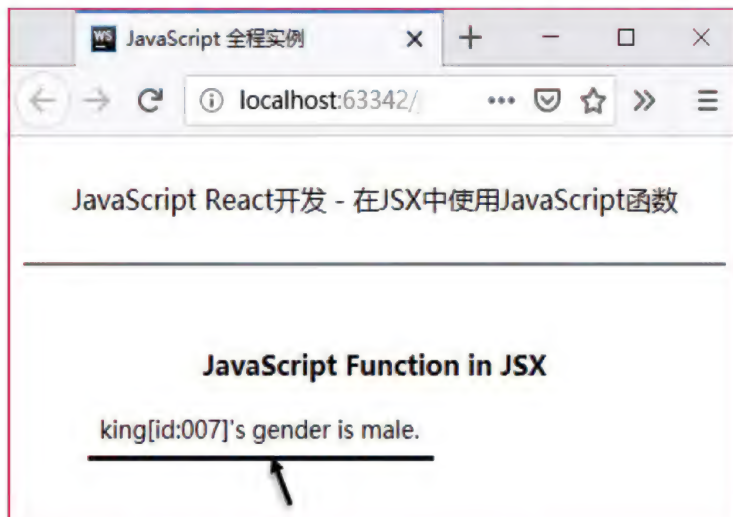 WS JavaScript 全程实例
localhost:63342/
JavaScript React开发 - 在JSX中使用JavaScript函数
JavaScript Function in JSX
king[id:007]'s gender is male.